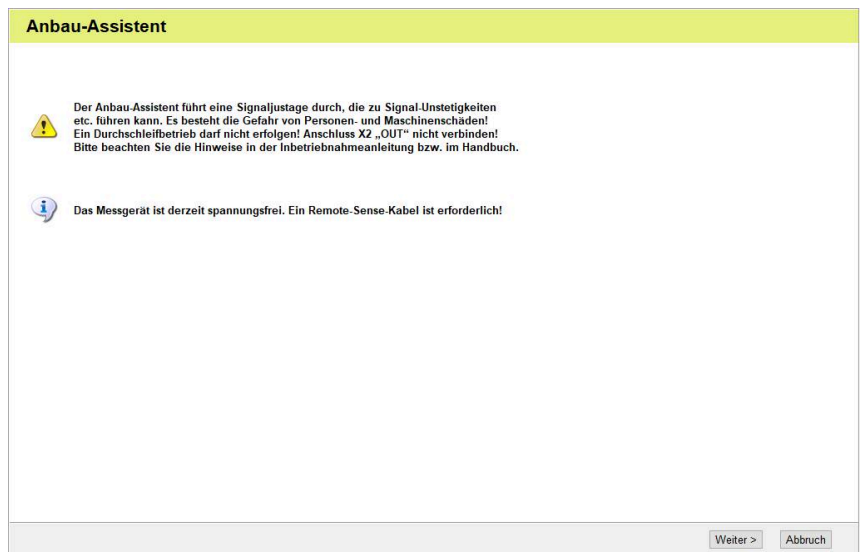 Anbau-Assistent
Der Anbau-Assistent führt eine Signaljustage durch, die zu Signal-Unstetigkeiten
etc. führen kann. Es besteht die Gefahr von Personen- und Maschinenschäden!
Ein Durchschleifbetrieb darf nicht erfolgen! Anschluss X2 „OUT“ nicht verbinden!
Bitte beachten Sie die Hinweise in der Inbetriebnahmeanleitung bzw. im Handbuch.
Das Messgerät ist derzeit spannungsfrei. Ein Remote-Sense-Kabel ist erforderlich!
Weiter > Abbruch